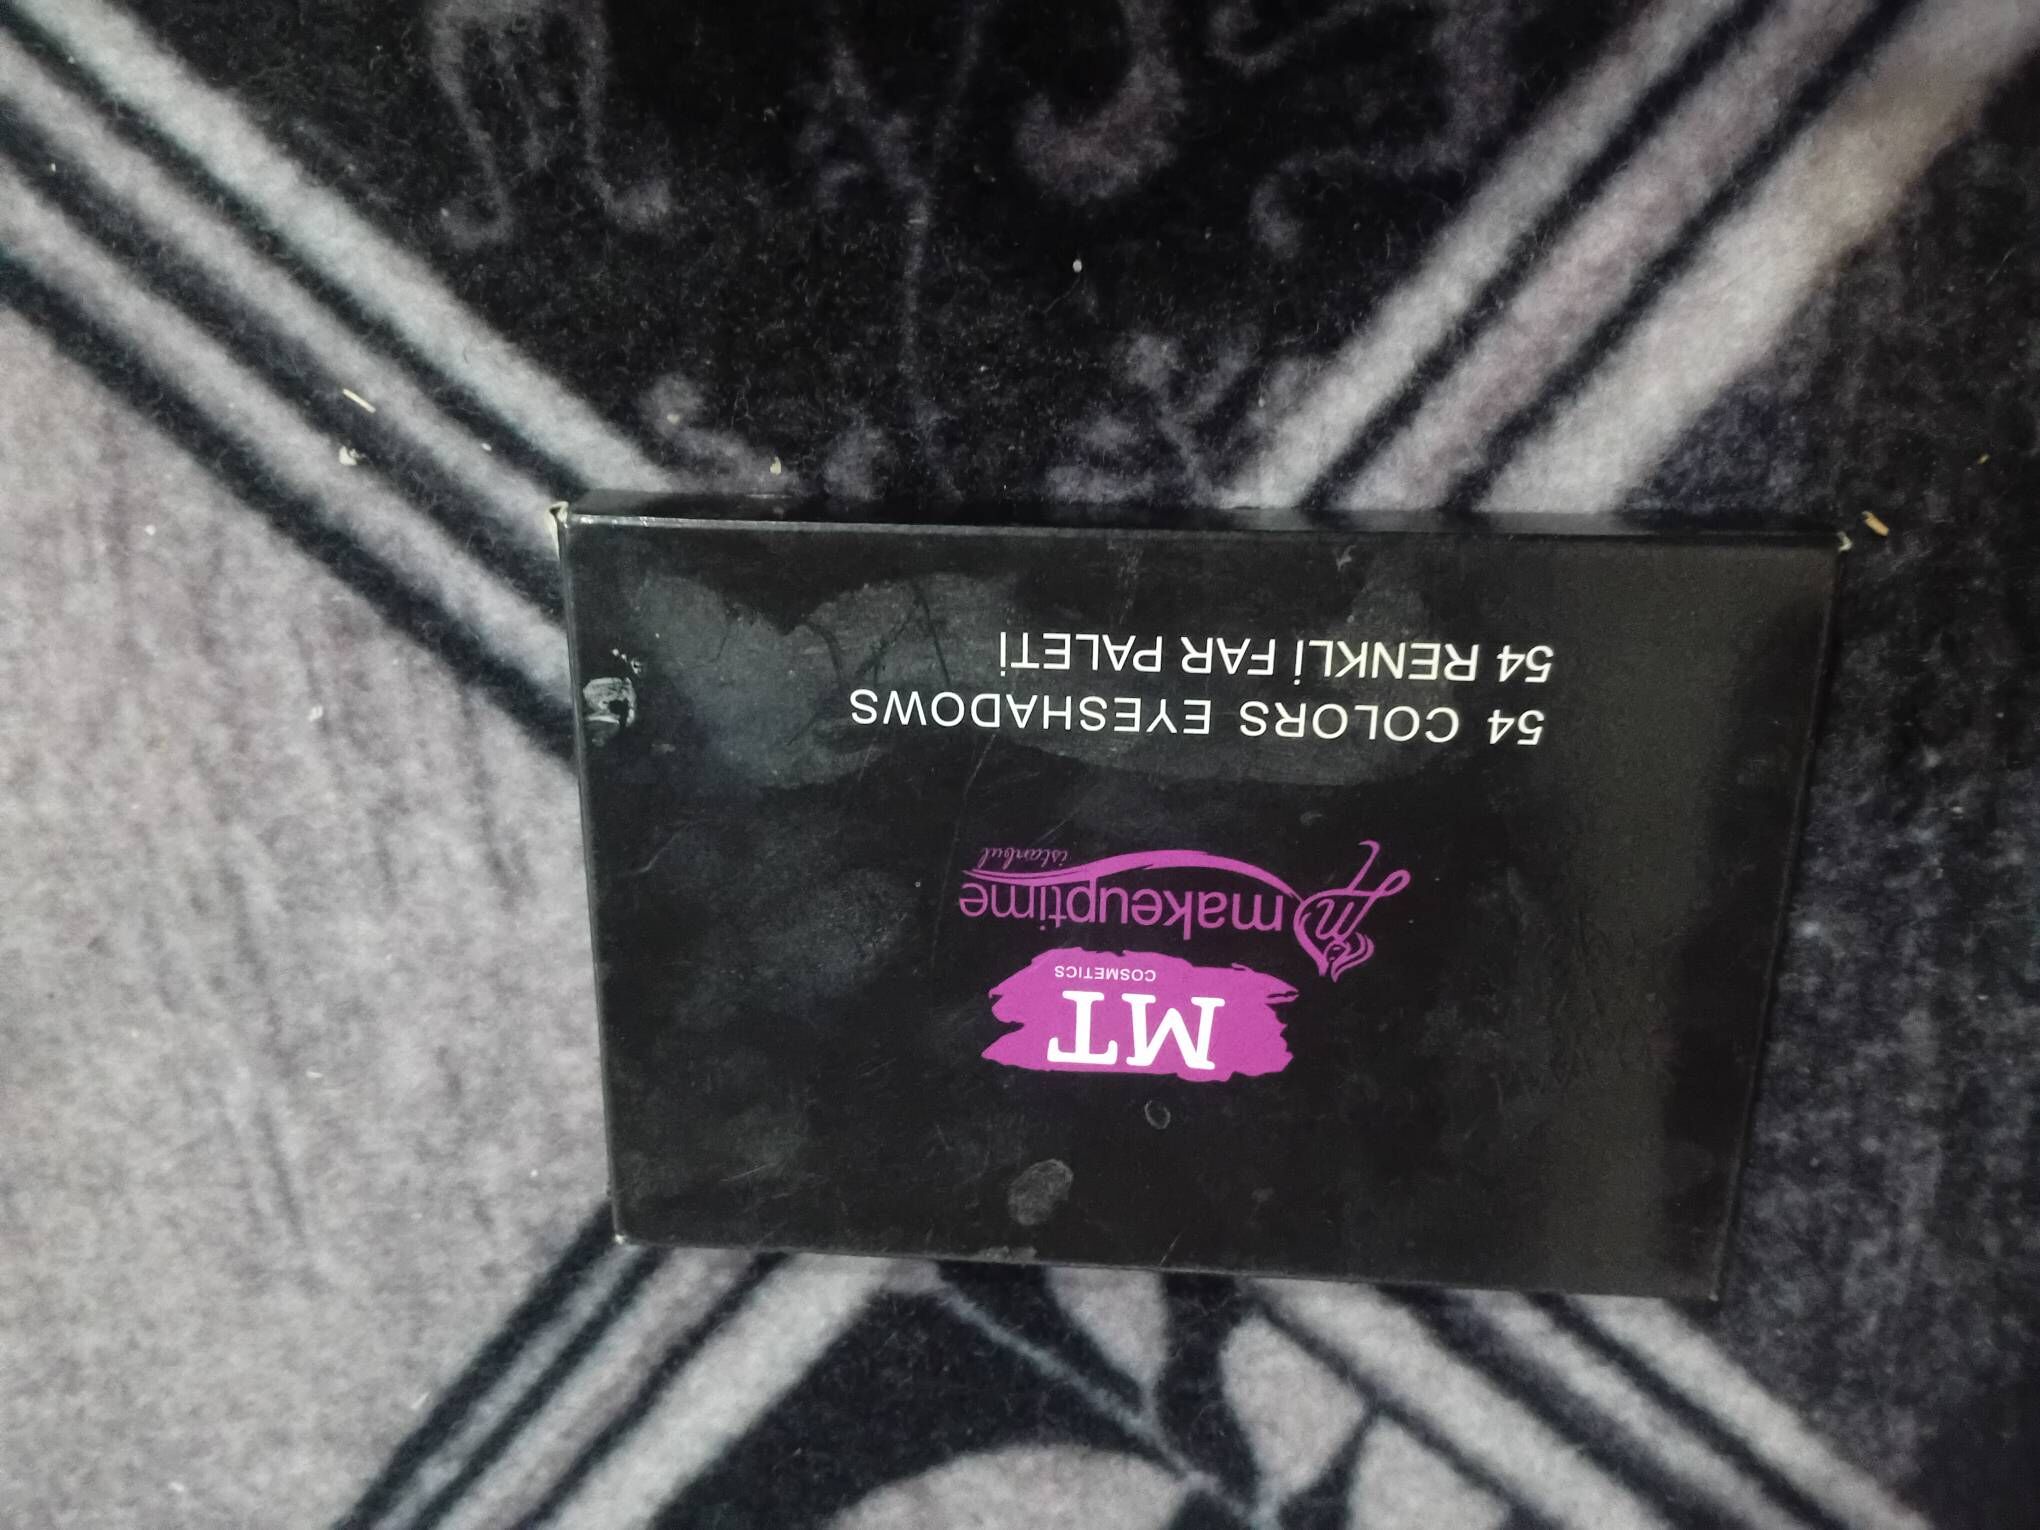 MT
COSMETICS
makeuptime
istanbul
54 COLORS EYESHADOWS
54 RENKLİ FAR PALETİ